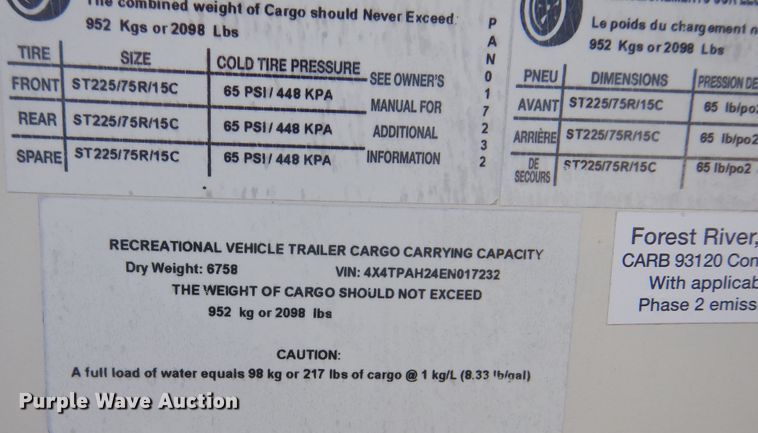 The combined weight of Cargo should Never Exceed:
952 Kgs or 2098 Lbs
TIRE SIZE COLD TIRE PRESSURE
FRONT ST225/75R/15C 65 PSI / 448 KPA
REAR ST225/75R/15C 65 PSI / 448 KPA
SPARE ST225/75R/15C 65 PSI / 448 KPA
SEE OWNER'S
MANUAL FOR
ADDITIONAL
INFORMATION
PAN017232
Le poids du chargement
952 Kgs or 2098 Lbs
PNEU DIMENSIONS PRESSION DE
AVANT ST225/75R/15C 65 lb/po
ARRIÈRE ST225/75R/15C 65 lb/po2
DE SECOURS ST225/75R/15C 65 lb/po2
RECREATIONAL VEHICLE TRAILER CARGO CARRYING CAPACITY
Dry Weight: 6758 VIN: 4X4TPAH24EN017232
THE WEIGHT OF CARGO SHOULD NOT EXCEED
952 kg or 2098 lbs
CAUTION:
A full load of water equals 98 kg or 217 lbs of cargo @ 1 kg/L (8.33 lb/gal)
Forest River,
CARB 93120 Con
With applicab
Phase 2 emiss
Purple Wave Auction